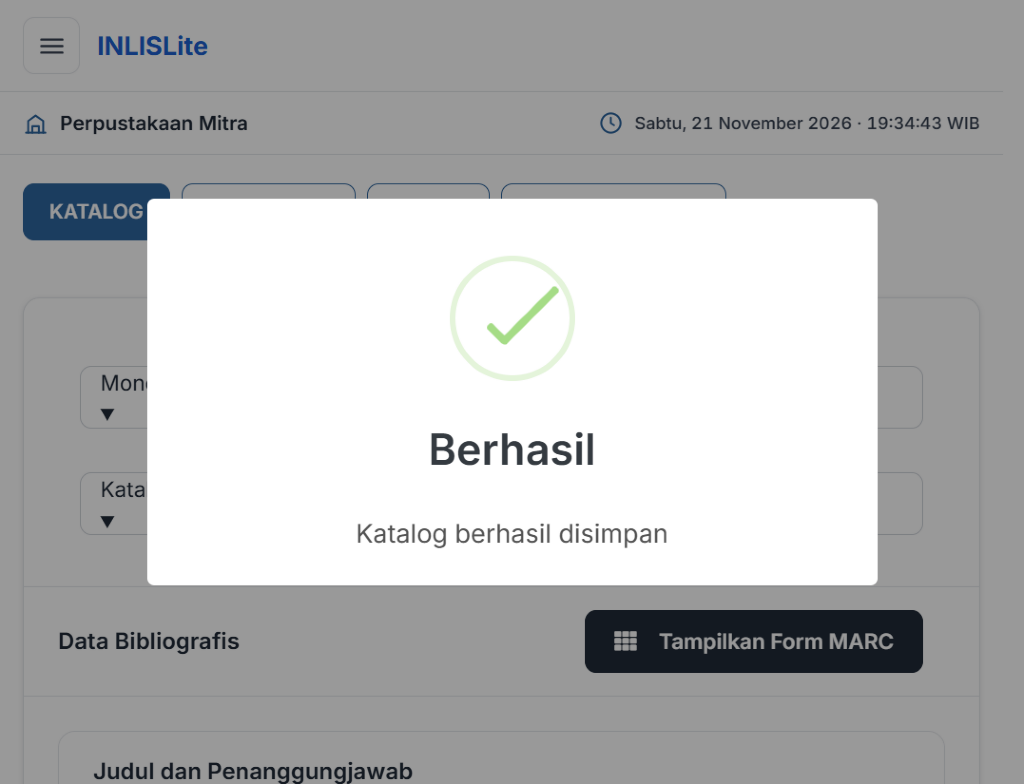 INLISLite
Perpustakaan Mitra
Sabtu, 21 November 2026 · 19:34:43 WIB
KATALOG
▼
▼
Berhasil
Katalog berhasil disimpan
Data Bibliografis
Tampilkan Form MARC
Judul dan Penanggungjawab